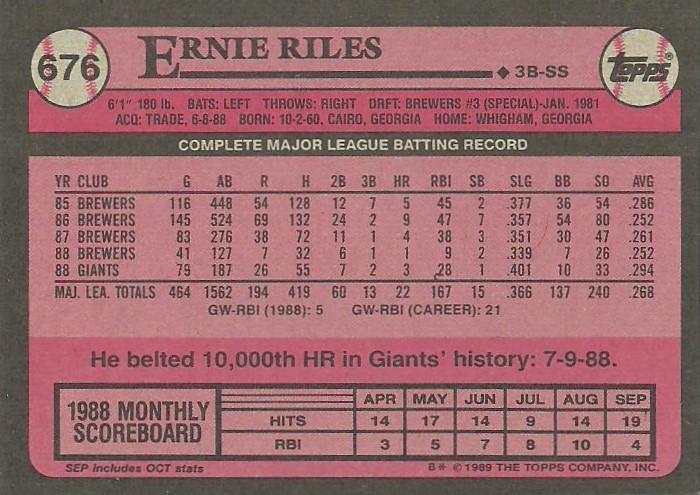 676
ERNIE RILES
◆ 3B-SS
Topps®
6'1" 180 lb. BATS: LEFT THROWS: RIGHT DRFT: BREWERS #3 (SPECIAL)-JAN. 1981
ACQ: TRADE, 6-8-88 BORN: 10-2-60, CAIRO, GEORGIA HOME: WHIGHAM, GEORGIA
COMPLETE MAJOR LEAGUE BATTING RECORD
YR CLUB G AB R H 2B 3B HR RBI SB SLG BB SO AVG
85 BREWERS 116 448 54 128 12 7 5 45 2 .377 36 54 .286
86 BREWERS 145 524 69 132 24 2 9 47 7 .357 54 80 .252
87 BREWERS 83 276 38 72 11 1 4 38 3 .351 30 47 .261
88 BREWERS 41 127 7 32 6 1 1 9 2 .339 7 26 .252
88 GIANTS 79 187 26 55 7 2 3 28 1 .401 10 33 .294
MAJ. LEA. TOTALS 464 1562 194 419 60 13 22 167 15 .366 137 240 .268
GW-RBI (1988): 5 GW-RBI (CAREER): 21
He belted 10,000th HR in Giants' history: 7-9-88.
1988 MONTHLY
SCOREBOARD
APR MAY JUN JUL AUG SEP
HITS 14 17 14 9 14 19
RBI 3 5 7 8 10 4
SEP includes OCT stats
B* © 1989 THE TOPPS COMPANY, INC.